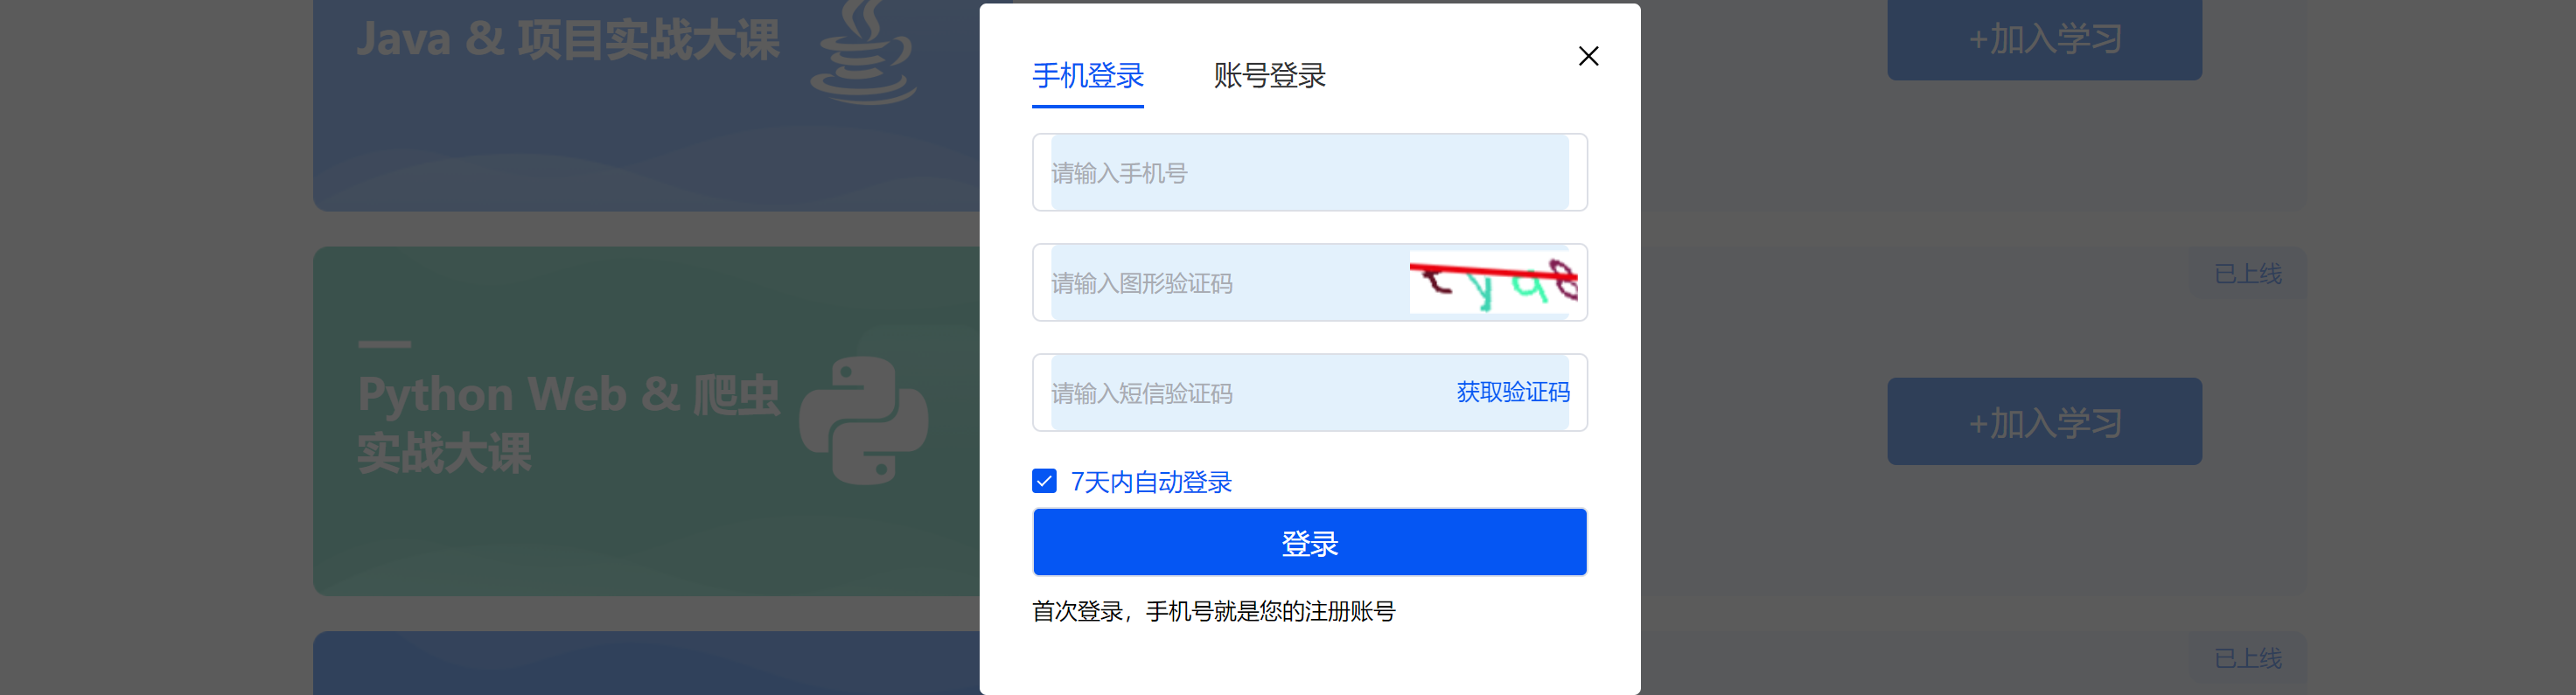 Java & 项目实战大课
+加入学习
手机登录
账号登录
请输入手机号
请输入图形验证码
请输入短信验证码
获取验证码
7天内自动登录
登录
首次登录，手机号就是您的注册账号
已上线
Python Web & 爬虫
实战大课
+加入学习
已上线